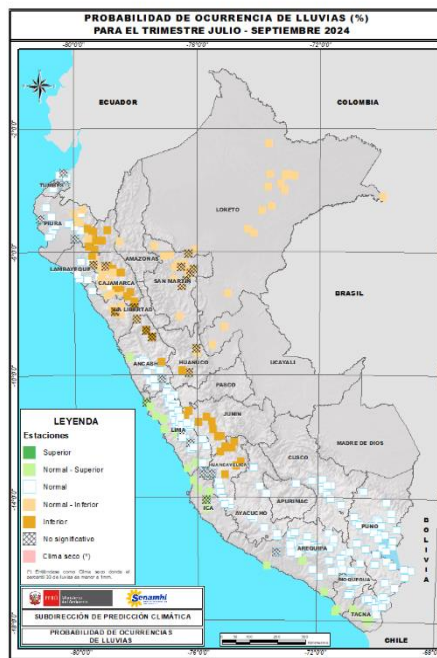 PROBABILIDAD DE OCURRENCIA DE LLUVIAS (%)
PARA EL TRIMESTRE JULIO - SEPTIEMBRE 2024
ECUADOR
COLOMBIA
TUMBES
LORETO
PIURA
AMAZONAS
LAMBAYEQUE
CAJAMARCA
SAN MARTIN
BRASIL
LA LIBERTAD
ANCASH
HUANUCO
UCAYALI
PASCO
JUNIN
LIMA
MADRE DE DIOS
CUSCO
HUANCAVELICA
APURIMAC
ICA
AYACUCHO
PUNO
AREQUIPA
BOLIVIA
MOQUEGUA
TACNA
CHILE
LEYENDA
Estaciones
Superior
Normal - Superior
Normal
Normal - Inferior
Inferior
No significativo
Clima seco (*)
PERÚ
Senamhi
SUBDIRECCIÓN DE PREDICCIÓN CLIMÁTICA
PROBABILIDAD DE OCURRENCIAS
DE LLUVIAS